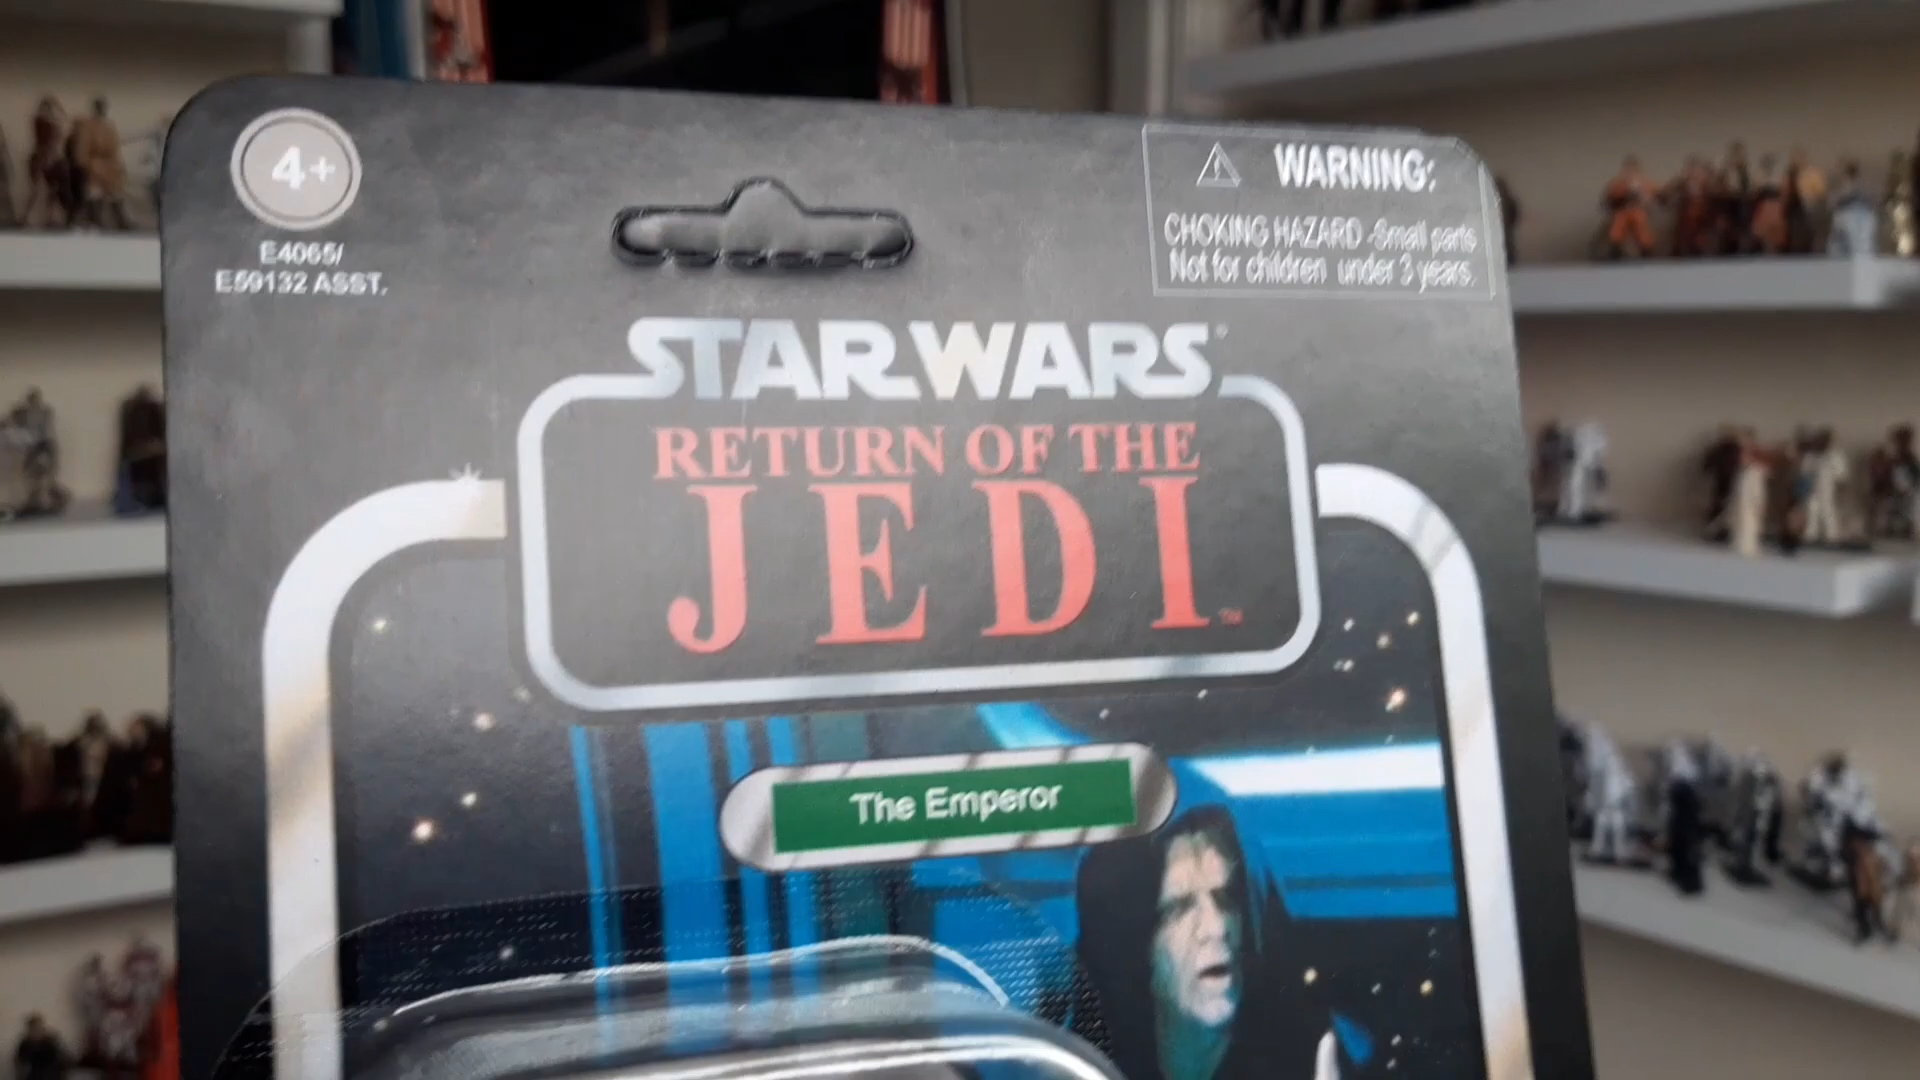 4+
E4065/
E59132 ASST.
WARNING:
CHOKING HAZARD -Small parts
Not for children under 3 years.
STAR WARS
RETURN OF THE
JEDI™
The Emperor